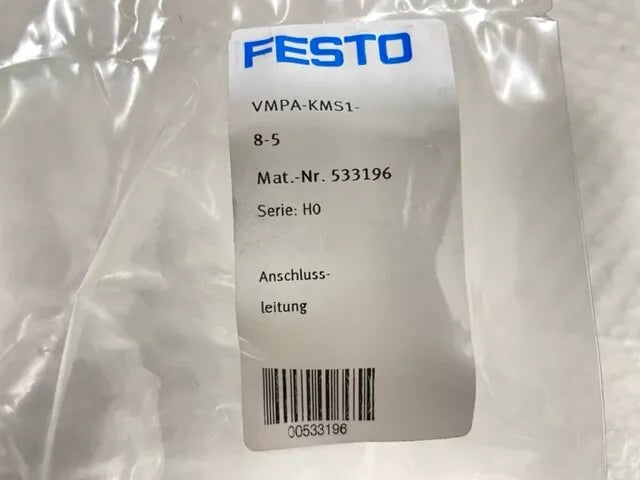 FESTO
VMPA-KMS1-
8-5
Mat.-Nr. 533196
Serie: H0
Anschluss-
leitung
00533196